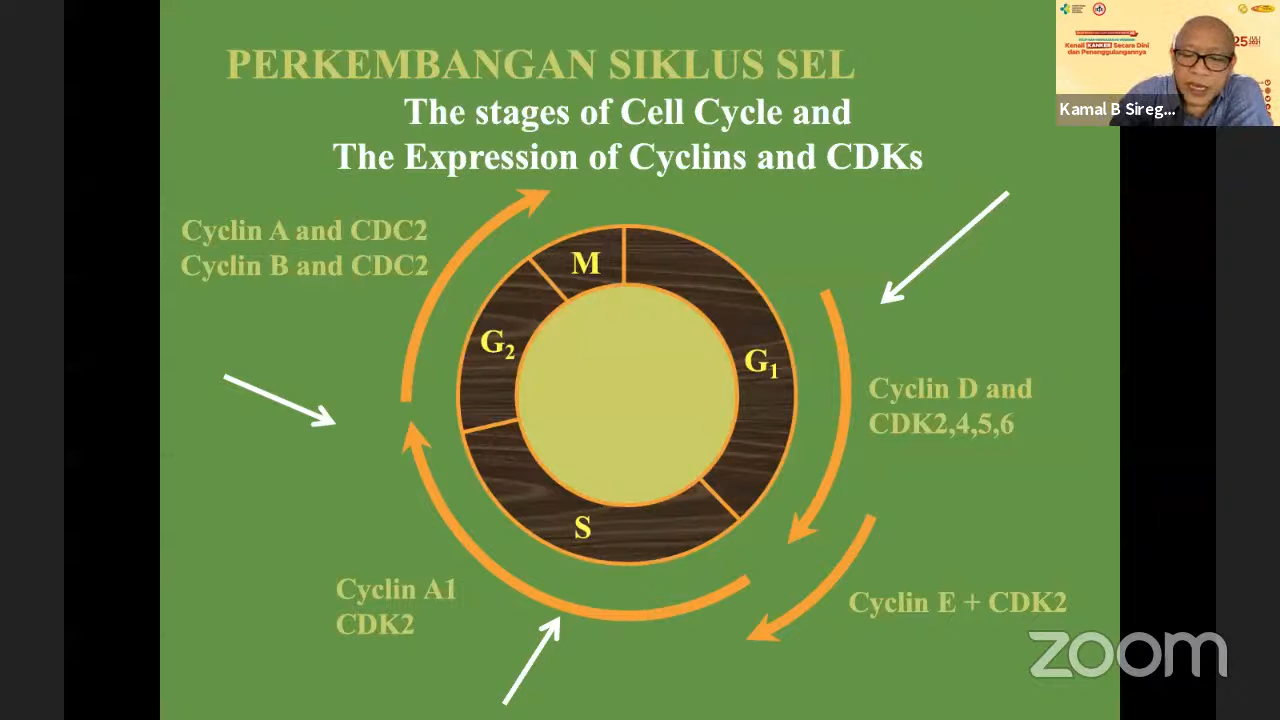 PERKEMBANGAN SIKLUS SEL
The stages of Cell Cycle and
The Expression of Cyclins and CDKs
Cyclin A and CDC2
Cyclin B and CDC2
M
G2
G1
S
Cyclin D and
CDK2,4,5,6
Cyclin A1
CDK2
Cyclin E + CDK2
zoom
Kenali KANKER Secara Dini
dan Penanggulangannya
25
Kamal B Sireg...